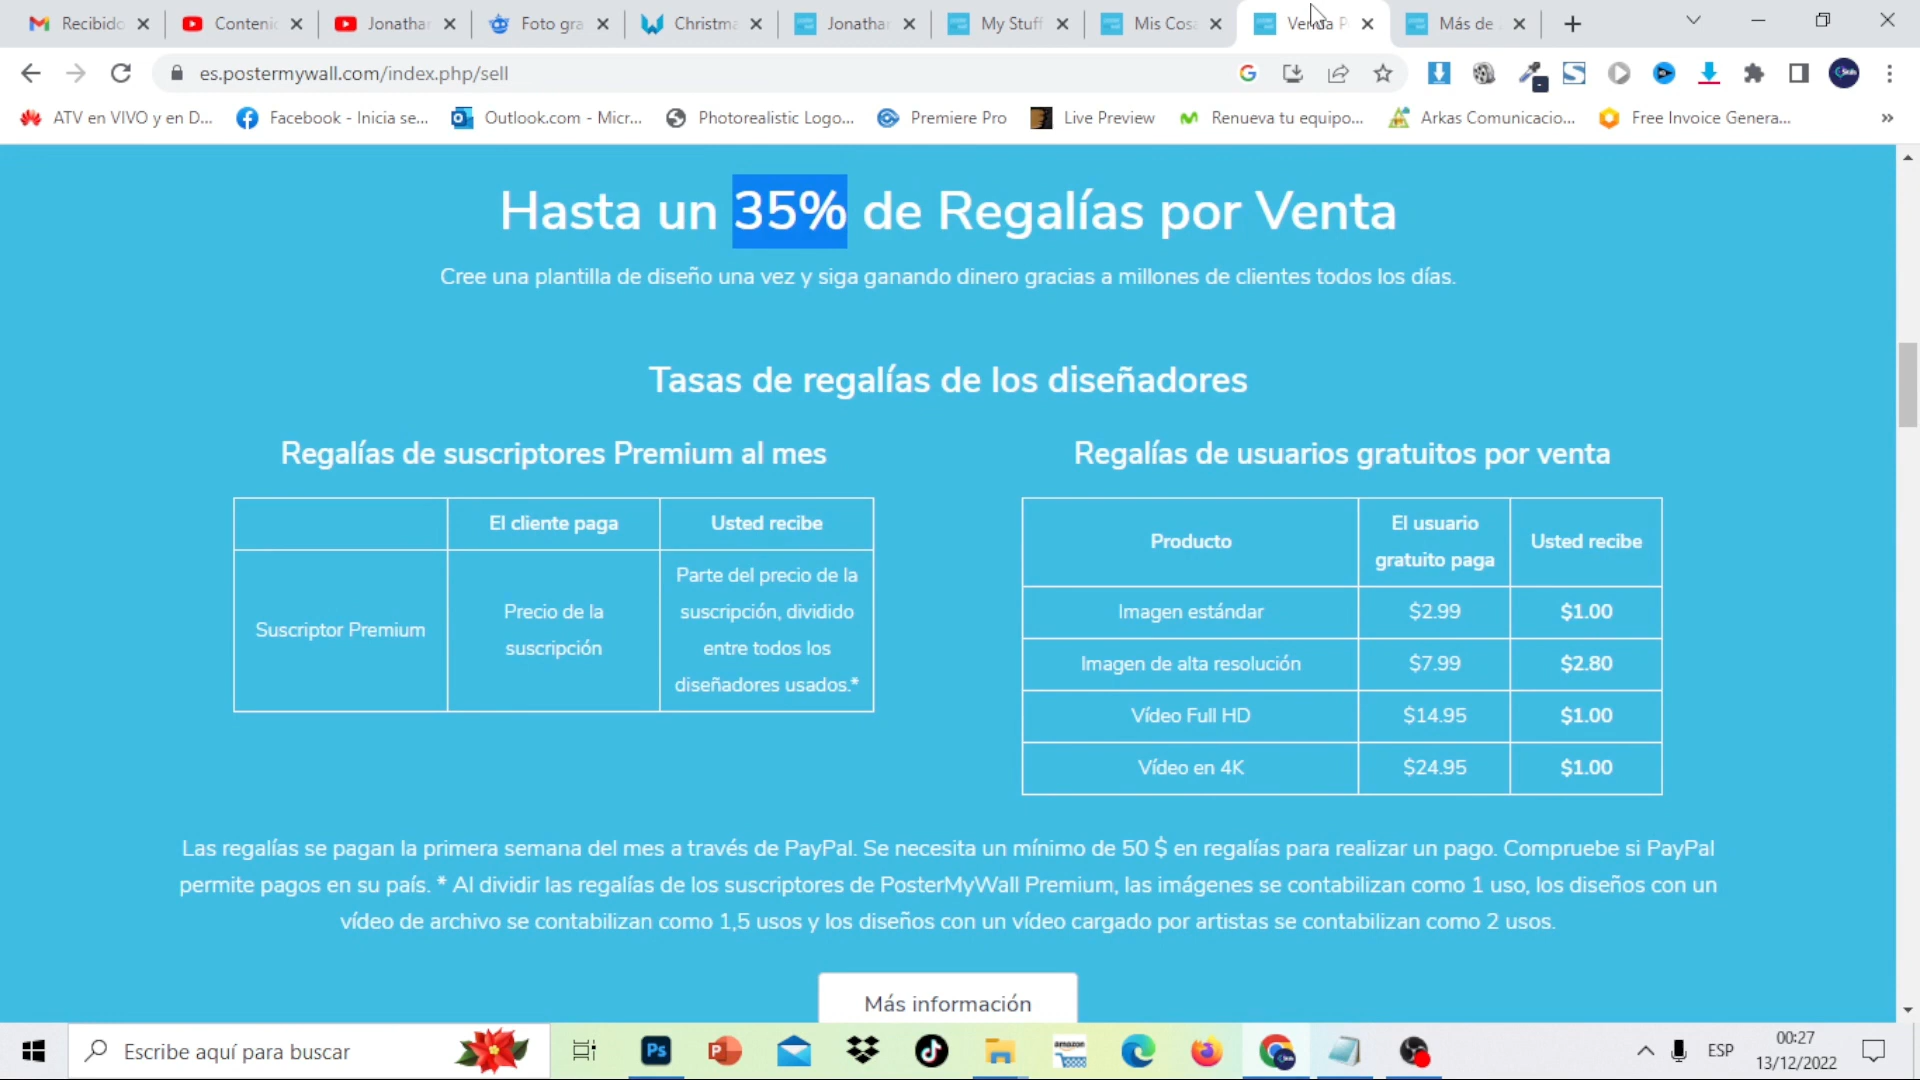 Recibido
Conteni
Jonathar
Foto gra
Christma
Jonathar
My Stuff
Mis Cosa
Venta P
Más de
es.postermywall.com/index.php/sell
ATV en VIVO y en D...
Facebook - Inicia se...
Outlook.com - Micr...
Photorealistic Logo...
Premiere Pro
Live Preview
Renueva tu equipo...
Arkas Comunicacio...
Free Invoice Genera...
»
Hasta un 35% de Regalías por Venta
Cree una plantilla de diseño una vez y siga ganando dinero gracias a millones de clientes todos los días.
Tasas de regalías de los diseñadores
Regalías de suscriptores Premium al mes
El cliente paga
Usted recibe
Suscriptor Premium
Precio de la
suscripción
Parte del precio de la
suscripción, dividido
entre todos los
diseñadores usados.*
Regalías de usuarios gratuitos por venta
Producto
El usuario
gratuito paga
Usted recibe
Imagen estándar
$2.99
$1.00
Imagen de alta resolución
$7.99
$2.80
Vídeo Full HD
$14.95
$1.00
Vídeo en 4K
$24.95
$1.00
Las regalías se pagan la primera semana del mes a través de PayPal. Se necesita un mínimo de 50 $ en regalías para realizar un pago. Compruebe si PayPal
permite pagos en su país. * Al dividir las regalías de los suscriptores de PosterMyWall Premium, las imágenes se contabilizan como 1 uso, los diseños con un
vídeo de archivo se contabilizan como 1,5 usos y los diseños con un vídeo cargado por artistas se contabilizan como 2 usos.
Más información
Escribe aquí para buscar
Ps
amazon
ESP
00:27
13/12/2022